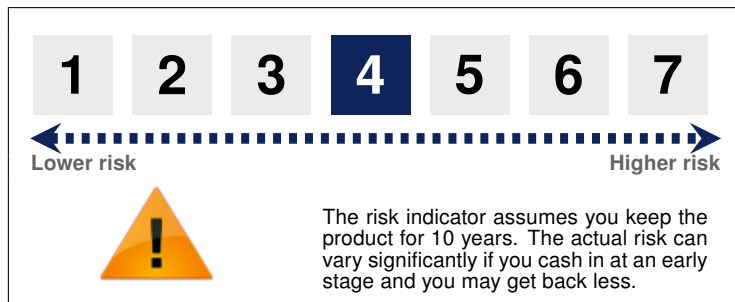 1 2 3 4 5 6 7
Lower risk Higher risk
!
The risk indicator assumes you keep the
product for 10 years. The actual risk can
vary significantly if you cash in at an early
stage and you may get back less.